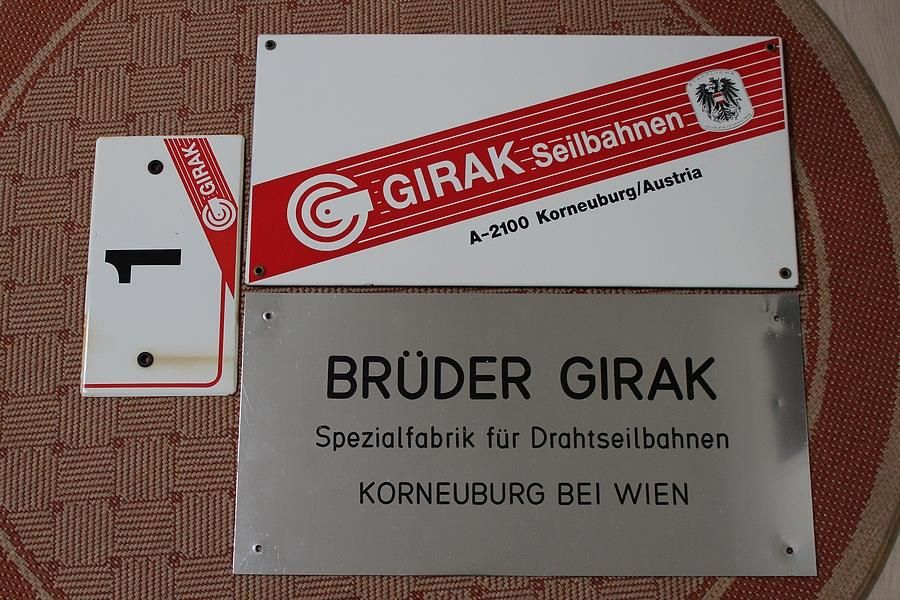 GIRAK
1
GIRAK Seilbahnen
A-2100 Korneuburg/Austria
BRÜDER GIRAK
Spezialfabrik für Drahtseilbahnen
KORNEUBURG BEI WIEN